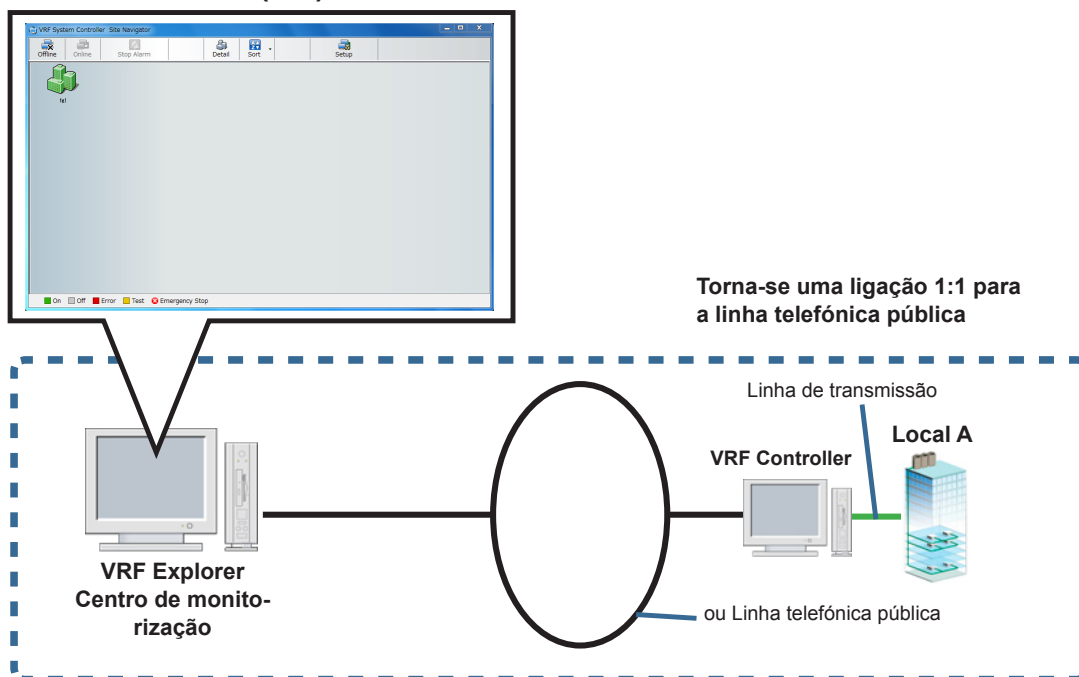 VRF System Controller Site Navigator
Offline
Online
Stop Alarm
Detail
Sort
Setup
On
Off
Error
Test
Emergency Stop
Torna-se uma ligação 1:1 para
a linha telefónica pública
Linha de transmissão
Local A
VRF Controller
VRF Explorer
Centro de monito-
rização
ou Linha telefónica pública